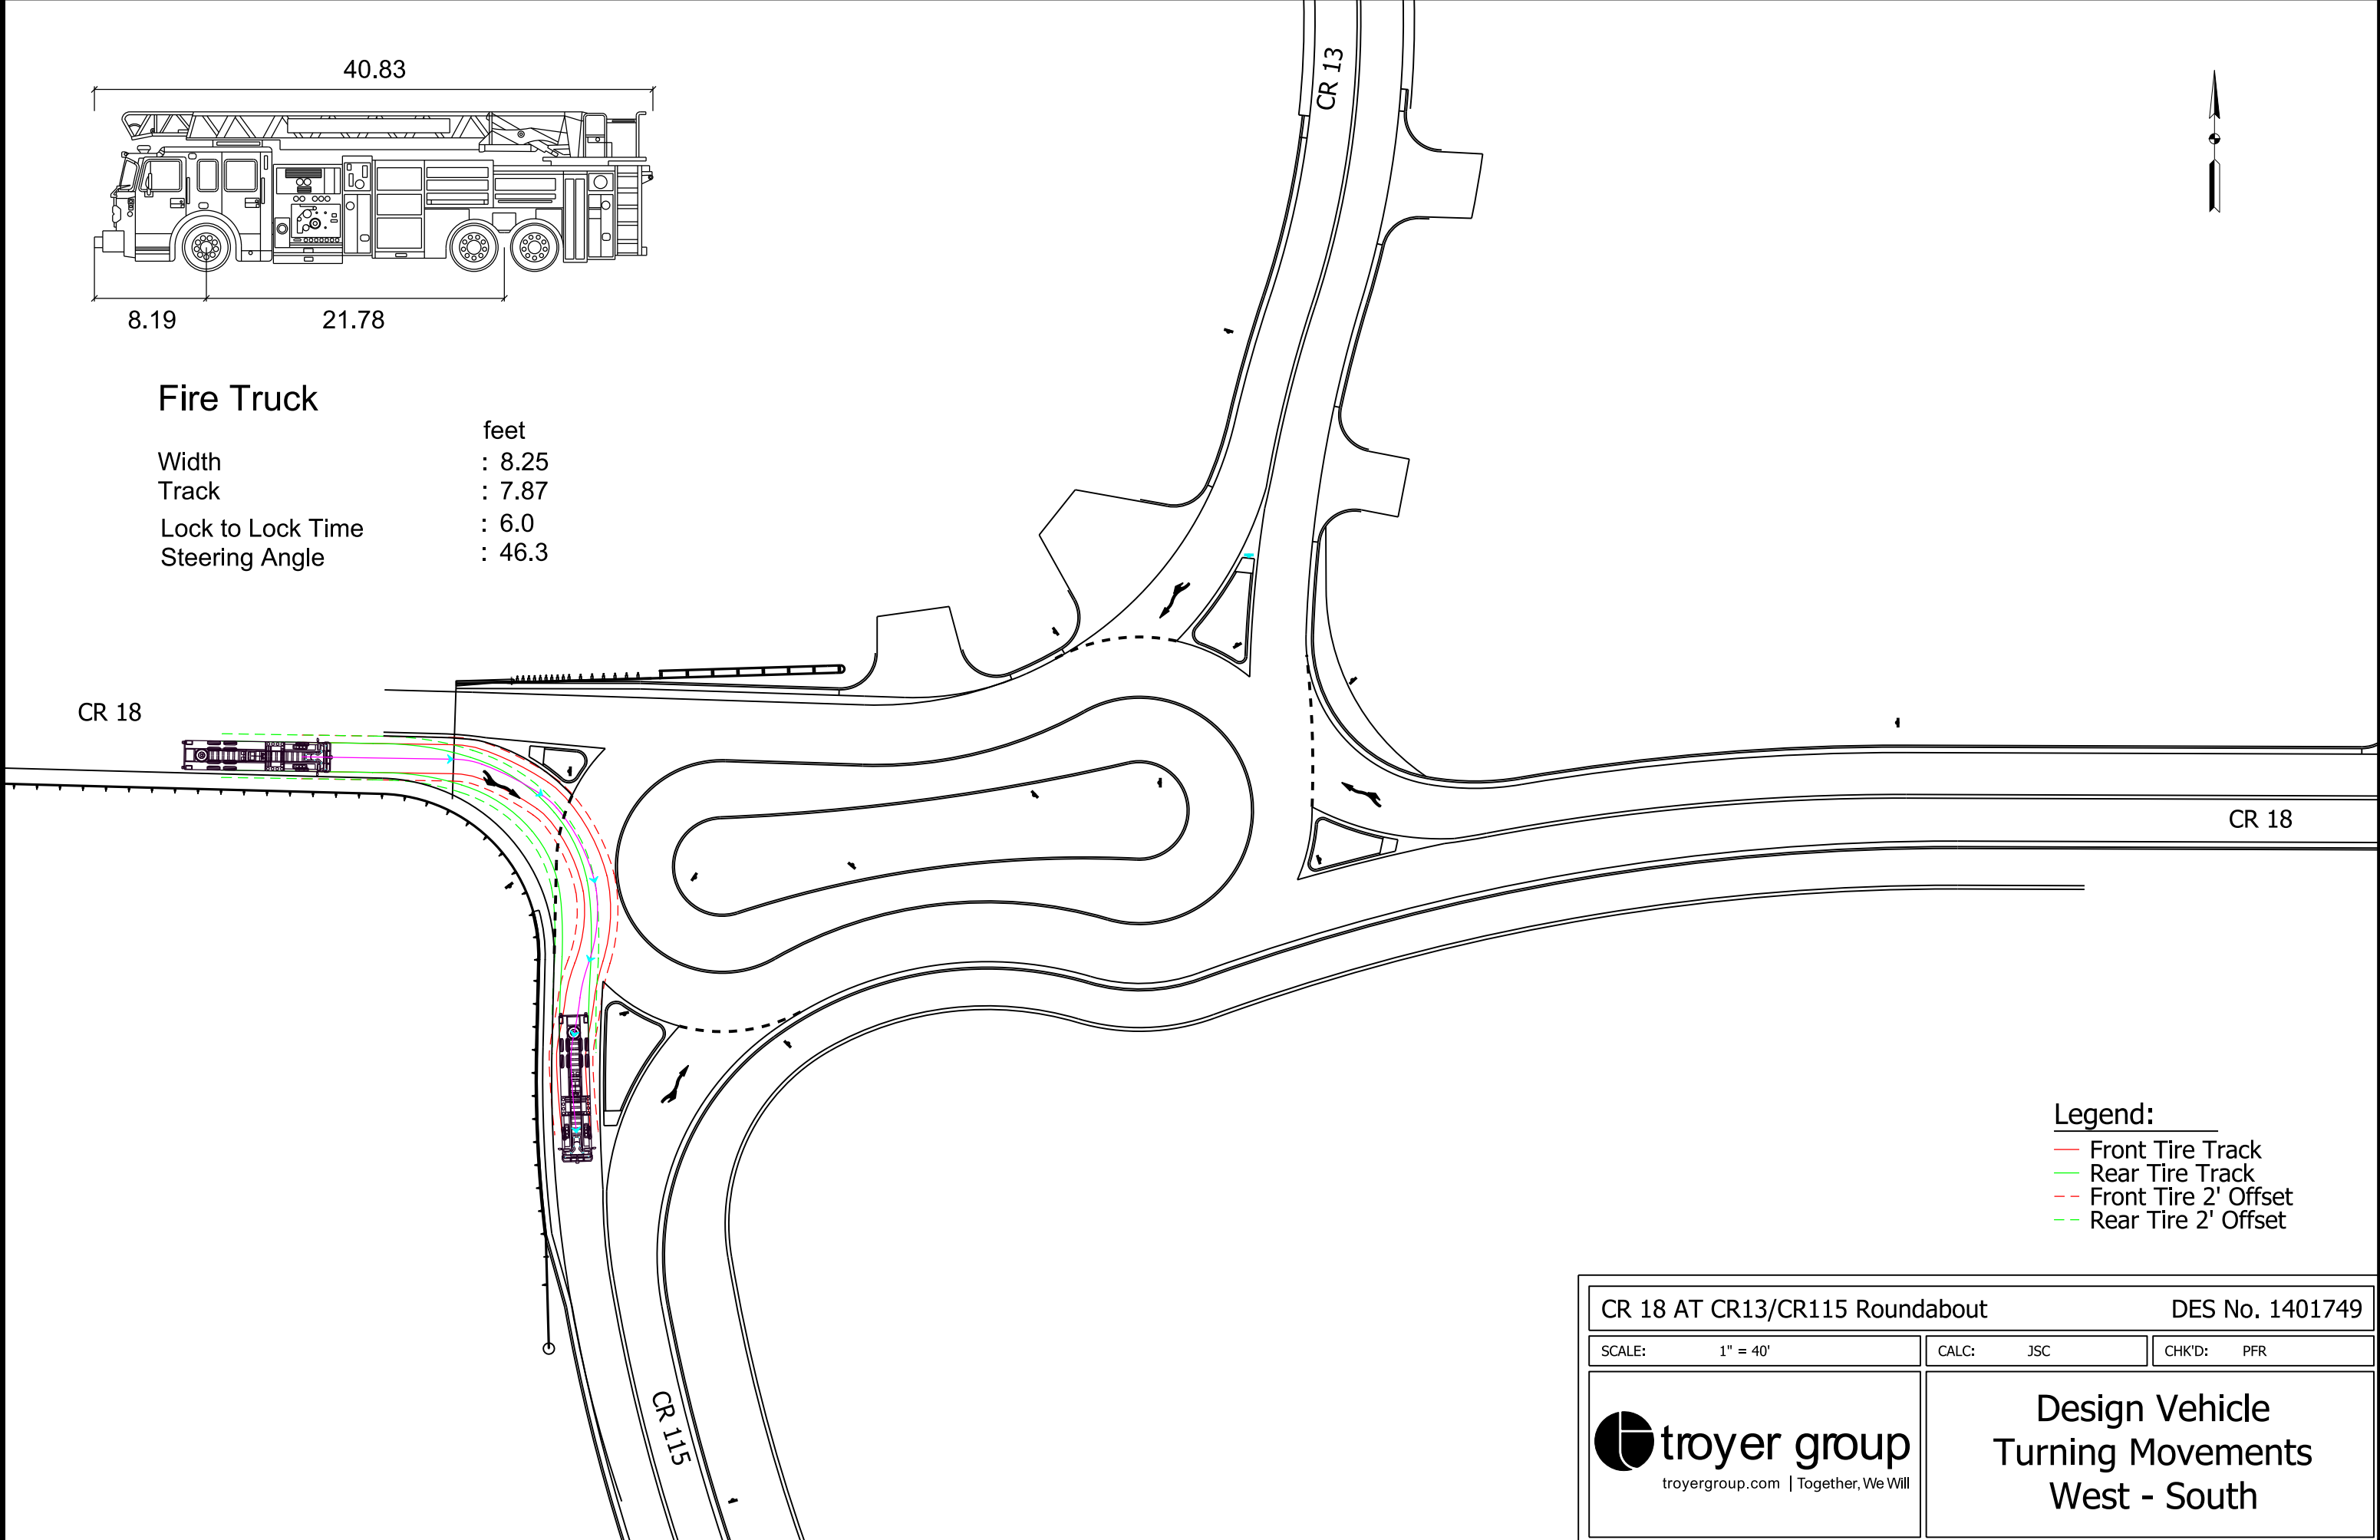 40.83
8.19
21.78
Fire Truck
feet
Width : 8.25
Track : 7.87
Lock to Lock Time : 6.0
Steering Angle : 46.3
CR 13
CR 18
CR 18
CR 115
Legend:
Front Tire Track
Rear Tire Track
Front Tire 2' Offset
Rear Tire 2' Offset
CR 18 AT CR13/CR115 Roundabout DES No. 1401749
SCALE: 1" = 40' CALC: JSC CHK'D: PFR
troyer group
troyergroup.com | Together, We Will
Design Vehicle
Turning Movements
West - South